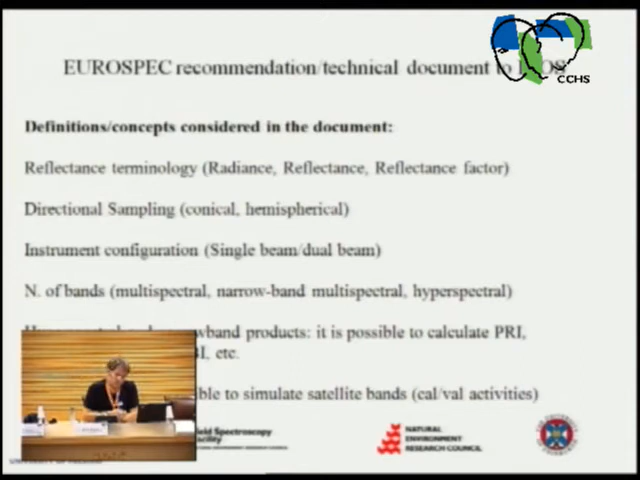 EUROSPEC recommendation/technical document to
CCHS
Definitions/concepts considered in the document:
Reflectance terminology (Radiance, Reflectance, Reflectance factor)
Directional Sampling (conical, hemispherical)
Instrument configuration (Single beam/dual beam)
N. of bands (multispectral, narrow-band multispectral, hyperspectral)
products: it is possible to calculate PRI,
etc.
to simulate satellite bands (cal/val activities)
Spectroscopy
NATURAL
ENVIRONMENT
RESEARCH COUNCIL